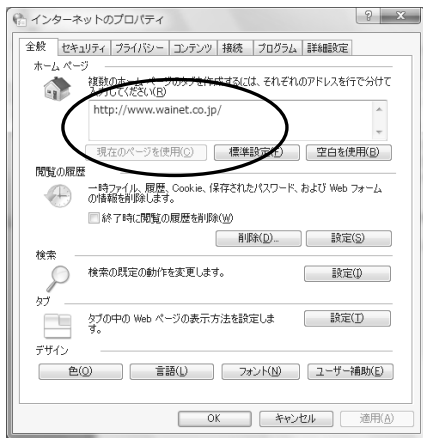 インターネットのプロパティ
全般 セキュリティ プライバシー コンテンツ 接続 プログラム 詳細設定
ホーム ページ
複数のホーム ページのタブを作成するには、それぞれのアドレスを行で分けて
入力してください(R)
http://www.wainet.co.jp/
現在のページを使用(C) 標準設定(F) 空白を使用(B)
閲覧の履歴
一時ファイル、履歴、Cookie、保存されたパスワード、および Web フォーム
の情報を削除します。
終了時に閲覧の履歴を削除(W)
削除(D)... 設定(S)
検索
検索の既定の動作を変更します。
設定(I)
タブ
タブの中の Web ページの表示方法を設定しま
す。
設定(T)
デザイン
色(O) 言語(L) フォント(N) ユーザー補助(E)
OK キャンセル 適用(A)